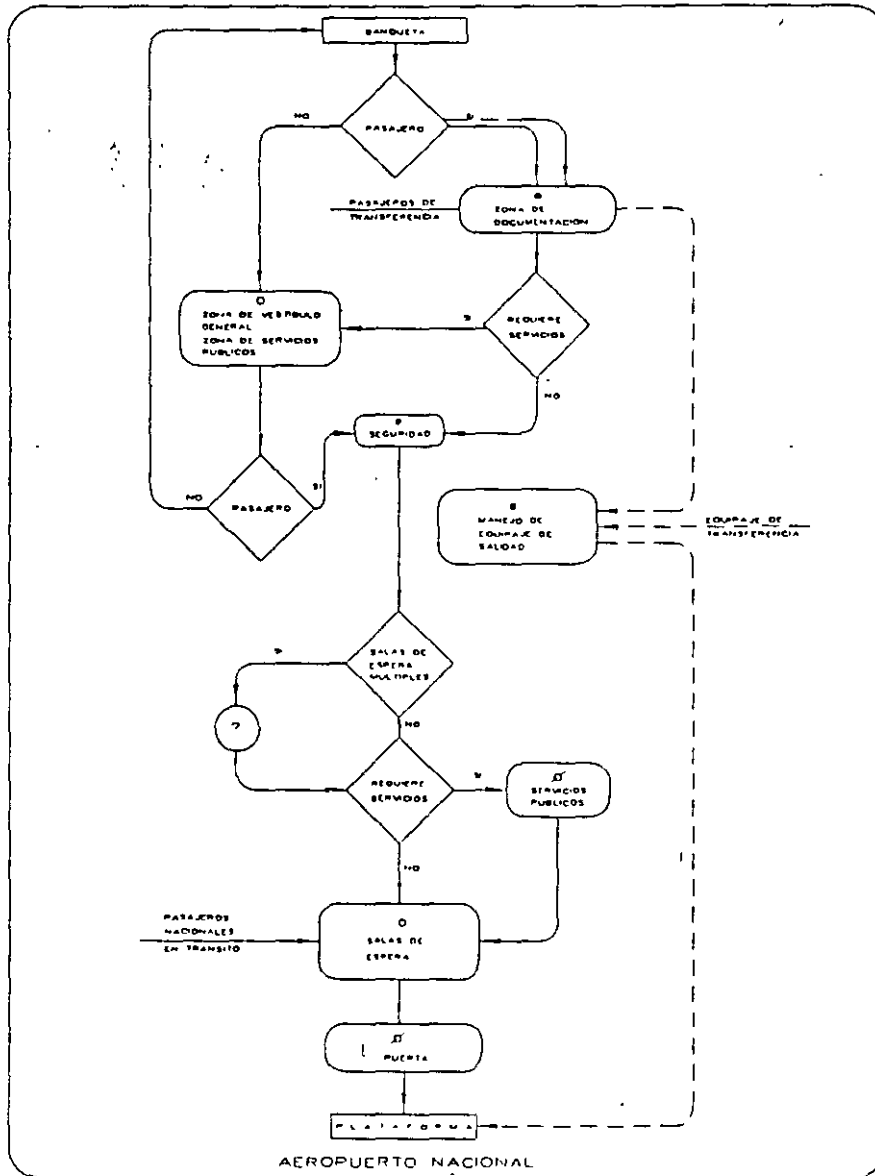 BANQUETA
PASAJERO
NO
SI
PASAJEROS DE
TRANSFERENCIA
ZONA DE
DOCUMENTACION
ZONA DE VESTIBULO
GENERAL
ZONA DE SERVICIOS
PUBLICOS
SI
REQUIERE
SERVICIOS
NO
SEGURIDAD
NO
PASAJERO
SI
MANEJO DE
EQUIPAJE DE
SALIDAD
EQUIPAJE DE
TRANSFERENCIA
SI
SALAS DE
ESPERA
MULTIPLES
NO
?
REQUIERE
SERVICIOS
SI
SERVICIOS
PUBLICOS
NO
PASAJEROS
NACIONALES
EN TRANSITO
SALAS DE
ESPERA
PUERTA
PLATAFORMA
AEROPUERTO NACIONAL